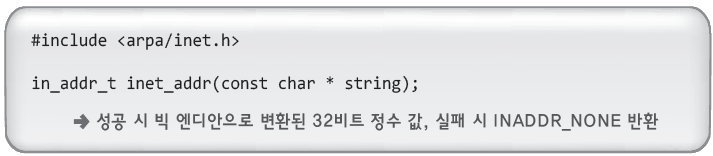 #include <arpa/inet.h>
in_addr_t inet_addr(const char * string);
➔ 성공 시 빅 엔디안으로 변환된 32비트 정수 값, 실패 시 INADDR_NONE 반환